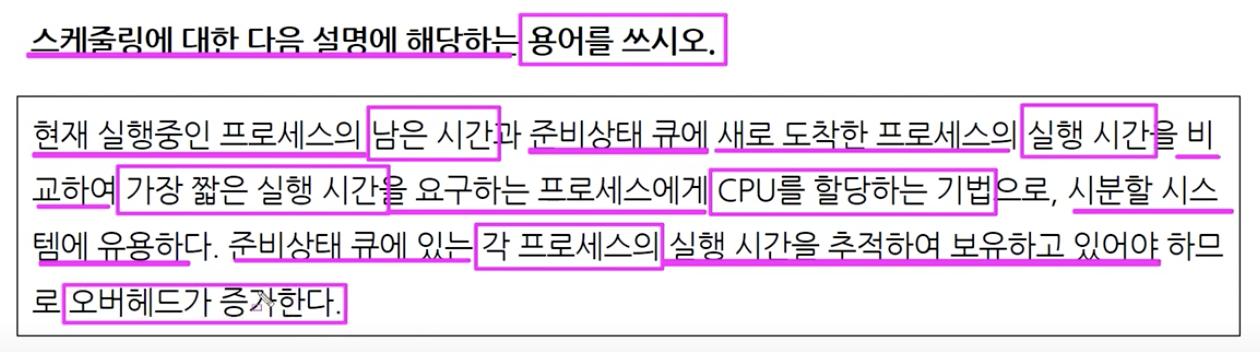 스케줄링에 대한 다음 설명에 해당하는 용어를 쓰시오.
현재 실행중인 프로세스의 남은 시간과 준비상태 큐에 새로 도착한 프로세스의 실행 시간을 비
교하여 가장 짧은 실행 시간을 요구하는 프로세스에게 CPU를 할당하는 기법으로, 시분할 시스
템에 유용하다. 준비상태 큐에 있는 각 프로세스의 실행 시간을 추적하여 보유하고 있어야 하므
로 오버헤드가 증가한다.